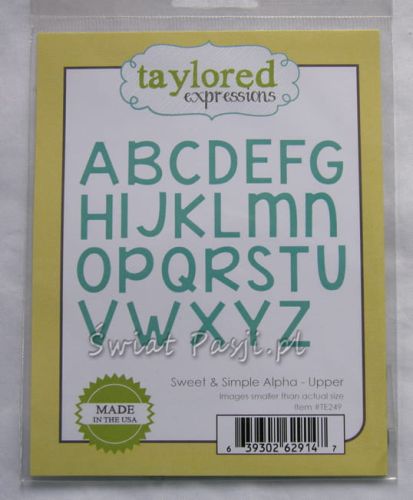 taylored
expressions
ABCDEFG
HIJKLmn
OPQRSTU
VWXYZ
Świat Pasji.pl
Sweet & Simple Alpha - Upper
Images smaller than actual size
Item #TE249
MADE
IN THE USA
6 39302 62914 7